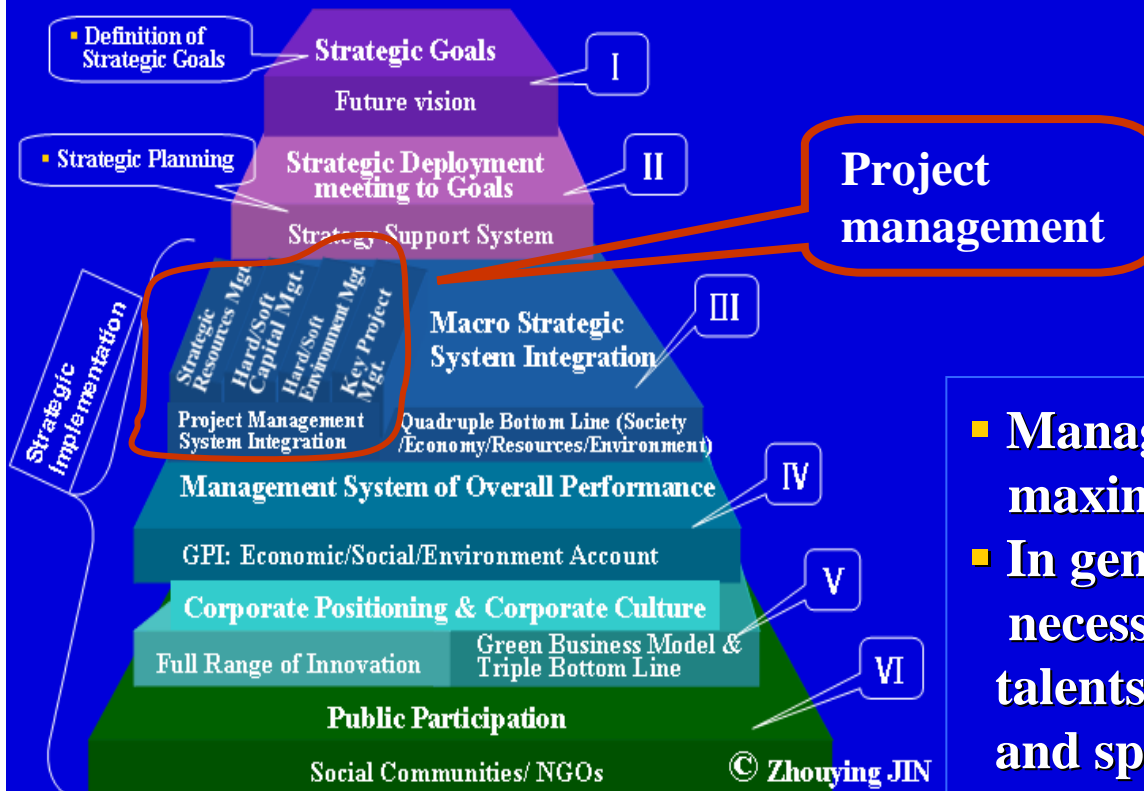 ▪ Definition of
Strategic Goals
Strategic Goals
I
Future vision
▪ Strategic Planning
Strategic Deployment
meeting to Goals
II
Strategy Support System
Project
management
Strategic
Implementation
Strategic
Resources Mgt.
Hard/Soft
Capital Mgt.
Hard/Soft
Environment Mgt.
Key Project
Mgt.
Macro Strategic
System Integration
III
Project Management
System Integration
Quadruple Bottom Line (Society
/Economy/Resources/Environment)
Management System of Overall Performance
IV
GPI: Economic/Social/Environment Account
Corporate Positioning & Corporate Culture
V
Full Range of Innovation
Green Business Model &
Triple Bottom Line
VI
Public Participation
Social Communities/ NGOs
© Zhouying JIN
▪ 
▪ In
talents
and